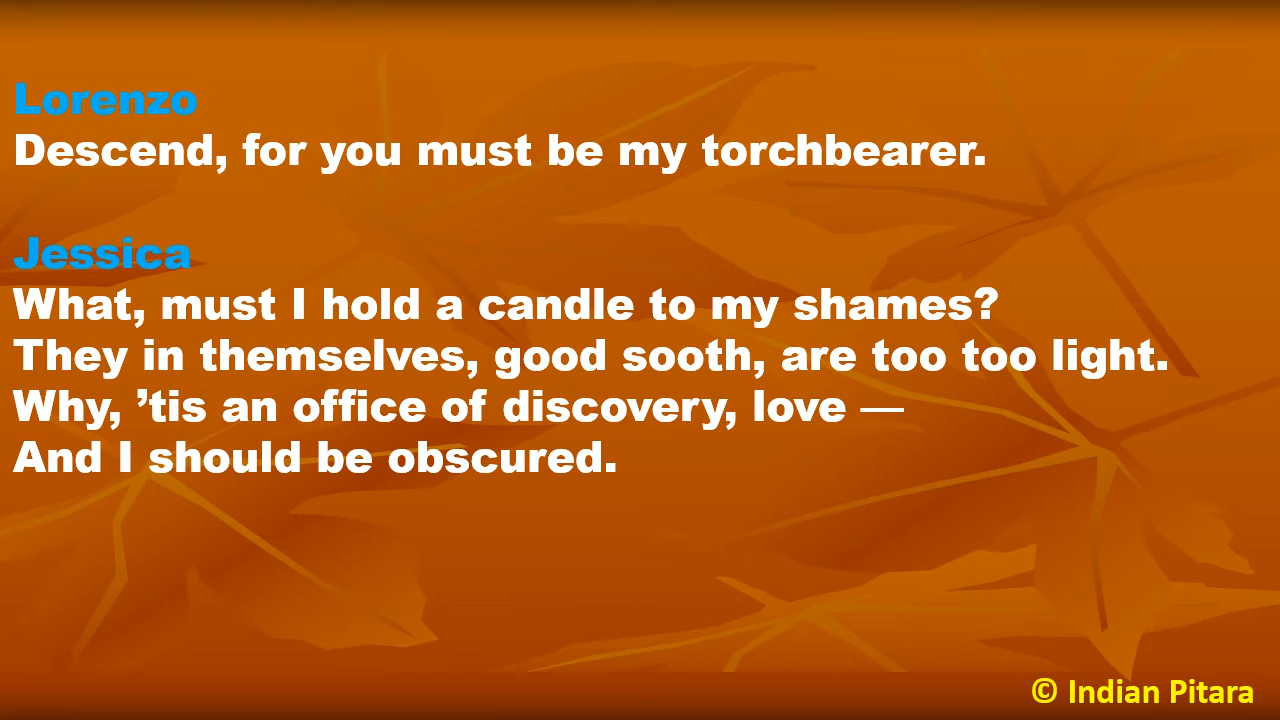 Lorenzo
Descend, for you must be my torchbearer.
Jessica
What, must I hold a candle to my shames?
They in themselves, good sooth, are too too light.
Why, ’tis an office of discovery, love —
And I should be obscured.
© Indian Pitara